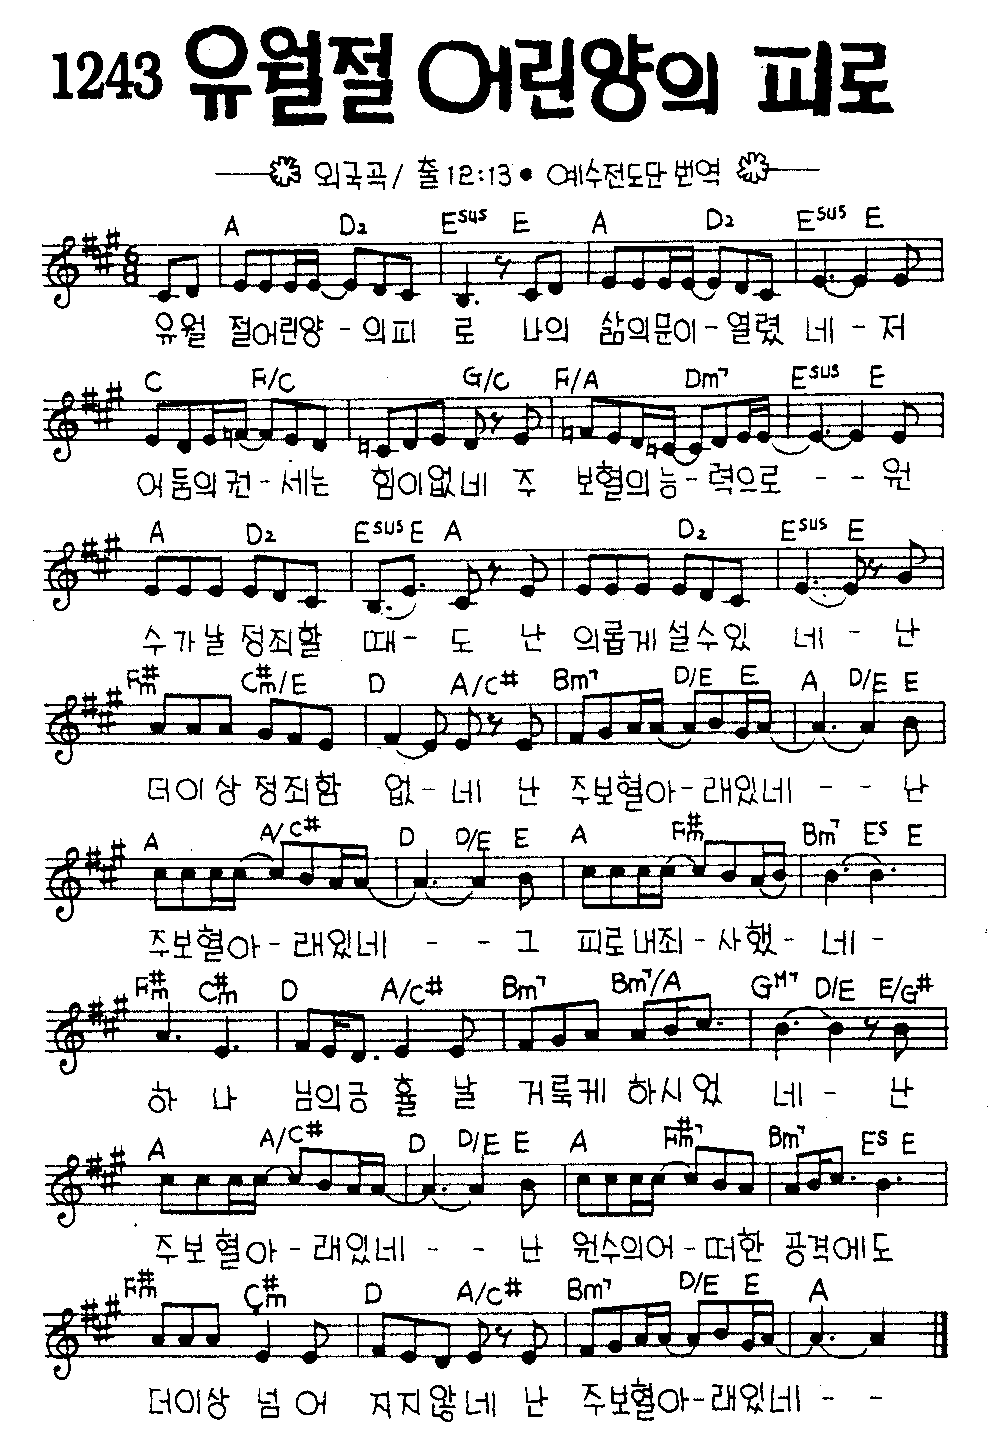 1243 유월절 어린양의 피로
외국곡/ 출12:13• 예수전도단 번역
A D2 Esus E A D2 Esus E
유월 절어린양-의피 로 나의 삶의문이-열렸 네- 저
C F/C G/C F/A Dm7 Esus E
어둠의권-세는 힘이없네 주 보혈의능-력으로 - - 원
A D2 Esus E A D2 Esus E
수가날 정죄할 때- 도 난 의롭게 설수있 네 - 난
F#m C#m/E D A/C# Bm7 D/E E A D/E E
더이상 정죄함 없- 네 난 주보혈아-래있네 - - 난
A A/C# D D/E E A F#m Bm7 Es E
주보혈아-래있네 - - 그 피로내죄-사했- 네-
F#m C#m D A/C# Bm7 Bm7/A GM7 D/E E/G#
하 나 님의긍 휼 날 거룩케 하시었 네 - 난
A A/C# D D/E E A F#m7 Bm7 Es E
주보혈아-래있네 - - 난 원수의어-떠한 공격에도
F#m C#m D A/C# Bm7 D/E E A
더이상 넘어 지지않네 난 주보혈아-래있네- -